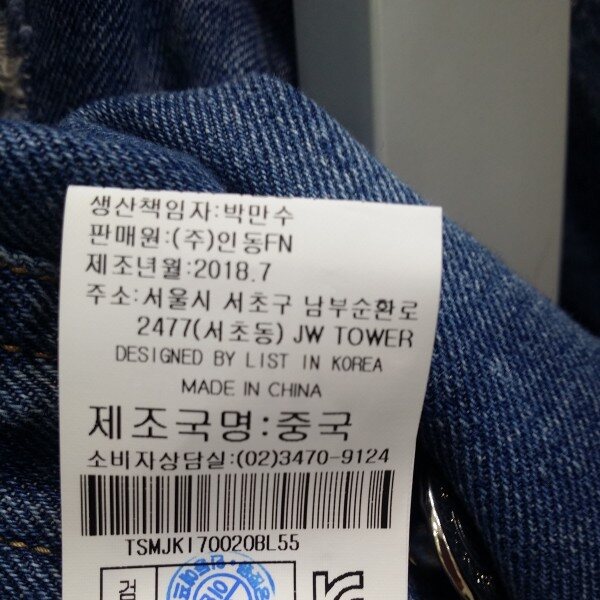 생산책임자:박만수
판매원:(주)인동FN
제조년월:2018.7
주소:서울시 서초구 남부순환로
2477(서초동) JW TOWER
DESIGNED BY LIST IN KOREA
MADE IN CHINA
제조국명:중국
소비자상담실:(02)3470-9124
TSMJKI70020BL55
검